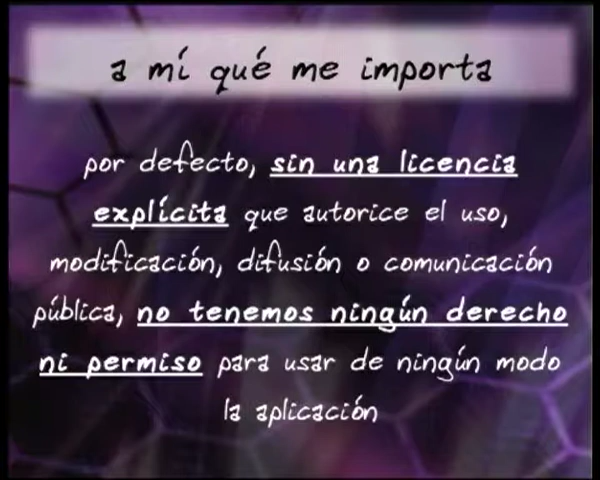 a mí qué me importa
por defecto, sin una licencia
explícita que autorice el uso,
modificación, difusión o comunicación
pública, no tenemos ningún derecho
ni permiso para usar de ningún modo
la aplicación